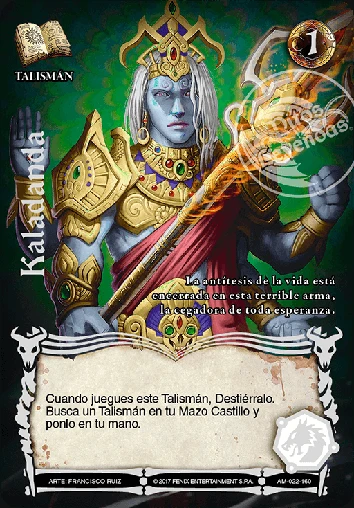 1
TALISMÁN
Mitos
Leyendas
Kaladanda
La antítesis de la vida está
encerrada en esta terrible arma,
la cegadora de toda esperanza.
Cuando juegues este Talismán, Destiérralo.
Busca un Talismán en tu Mazo Castillo y
ponlo en tu mano.
ARTE: FRANCISCO RUIZ
© 2017 FENIX ENTERTAINMENT S.P.A.